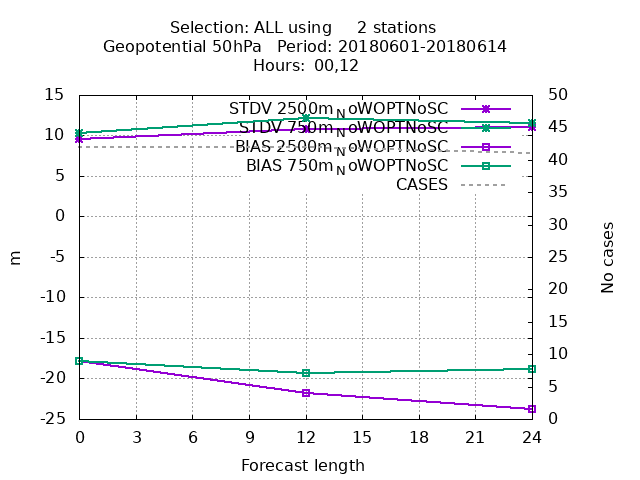 Selection: ALL using     2 stations
Geopotential 50hPa   Period: 20180601-20180614
Hours: 00,12
STDV 2500m_NoWOPTNoSC
STDV 750m_NoWOPTNoSC
BIAS 2500m_NoWOPTNoSC
BIAS 750m_NoWOPTNoSC
CASES
15
10
5
0
-5
-10
-15
-20
-25
m
50
45
40
35
30
25
20
15
10
5
0
No cases
0 3 6 9 12 15 18 21 24
Forecast length